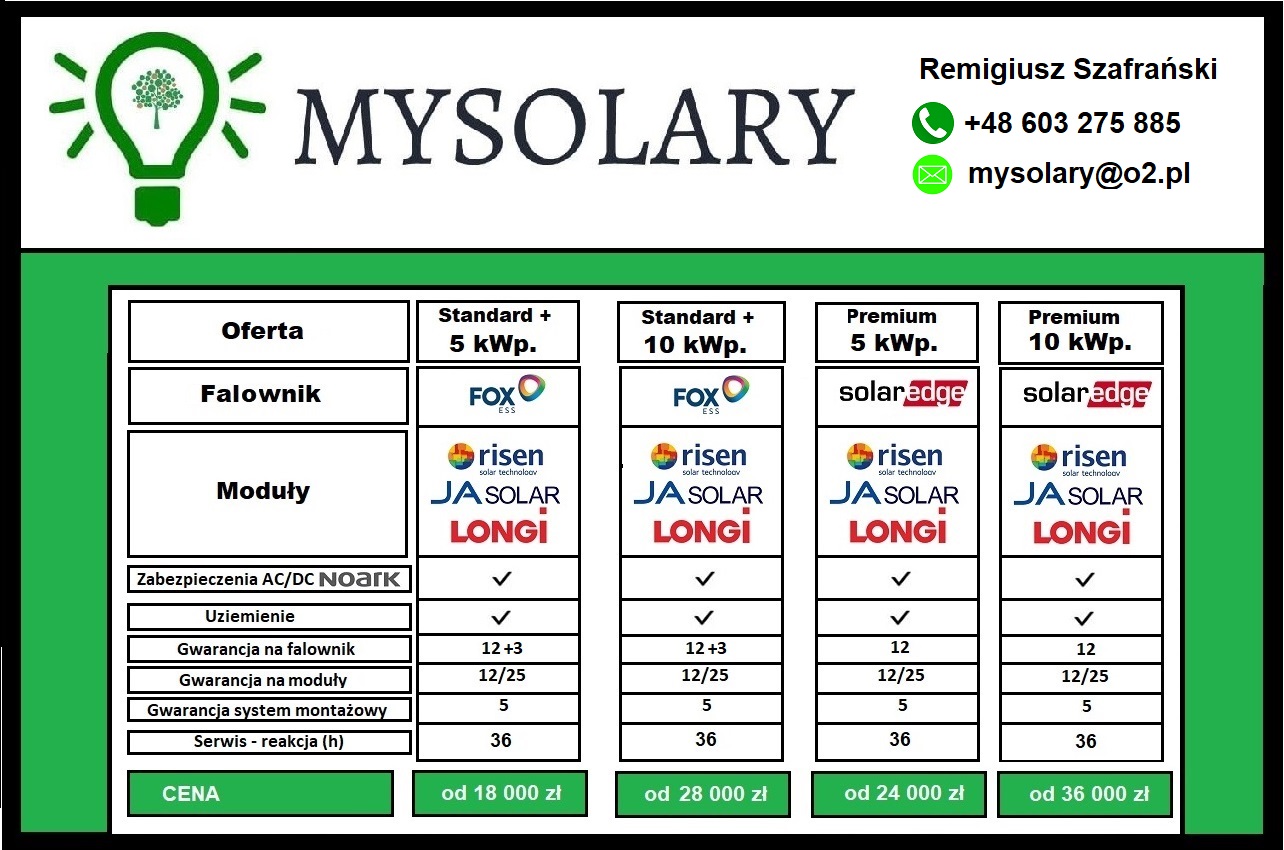 MYSOLARY
Remigiusz Szafrański
+48 603 275 885
mysolary@o2.pl
Oferta
Standard +
5 kWp.
Standard +
10 kWp.
Premium
5 kWp.
Premium
10 kWp.
Falownik
FOX
ESS
FOX
ESS
solaredge
solaredge
Moduły
risen
solar technology
JA SOLAR
LONGi
risen
solar technology
JA SOLAR
LONGi
risen
solar technology
JA SOLAR
LONGi
risen
solar technology
JA SOLAR
LONGi
Zabezpieczenia AC/DC NOARK ✓ ✓ ✓ ✓
Uziemienie ✓ ✓ ✓ ✓
Gwarancja na falownik 12 +3 12 +3 12 12
Gwarancja na moduły 12/25 12/25 12/25 12/25
Gwarancja system montażowy 5 5 5 5
Serwis - reakcja (h) 36 36 36 36
CENA od 18 000 zł od 28 000 zł od 24 000 zł od 36 000 zł